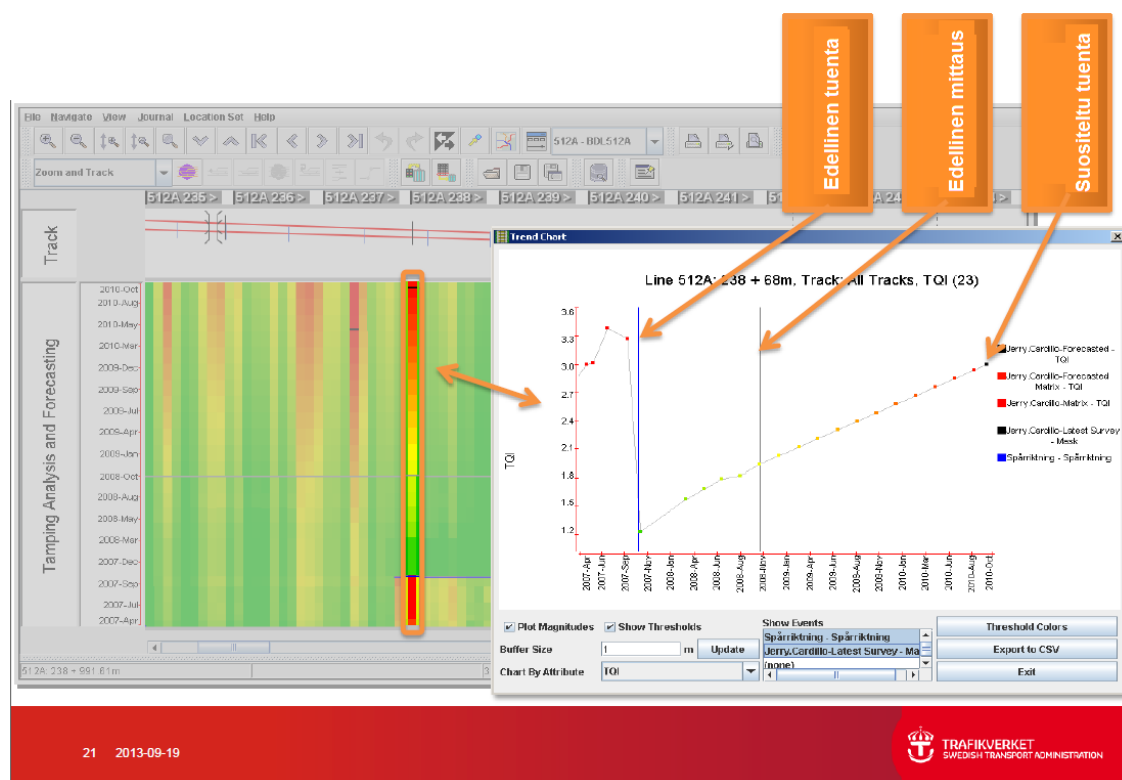 Edellinen tuenta
Edellinen mittaus
Suositeltu tuenta
File Navigate View Journal Location Set Help
512A - BDL512A
Zoom and Track
512A 235 > 512A 236 > 512A 237 > 512A 238 > 512A 239 > 512A 240 > 512A 241 >
Track
Tamping Analysis and Forecasting
2010-Oct
2010-Aug
2010-May
2010-Mar
2009-Dec
2009-Sep
2009-Jul
2009-Apr
2009-Jan
2008-Oct
2008-Aug
2008-May
2008-Mar
2007-Dec
2007-Sep
2007-Jul
2007-Apr
512A: 238 + 991.61m
Trend Chart
Line 512A: 238 + 68m, Track: All Tracks, TQI (23)
TQI
3.6
3.3
3.0
2.7
2.4
2.1
1.8
1.5
1.2
2007-Apr
2007-Jun
2007-Sep
2007-Nov
2008-Jan
2008-Apr
2008-Jun
2008-Aug
2008-Nov
2009-Jan
2009-Apr
2009-Jun
2009-Aug
2009-Nov
2010-Jan
2010-Mar
2010-Jun
2010-Aug
2010-Oct
Jerry.Cardillo-Forecasted -
TQI
Jerry.Cardillo-Forecasted
Matrix - TQI
Jerry.Cardillo-Matrix - TQI
Jerry.Cardillo-Latest Survey
- Mask
Spårriktning - Spårriktning
Plot Magnitudes Show Thresholds
Buffer Size 1 m Update
Chart By Attribute TQI
Show Events
Spårriktning - Spårriktning
Jerry.Cardillo-Latest Survey - Ma
(none)
Threshold Colors
Export to CSV
Exit
21 2013-09-19
TRAFIKVERKET
SWEDISH TRANSPORT ADMINISTRATION